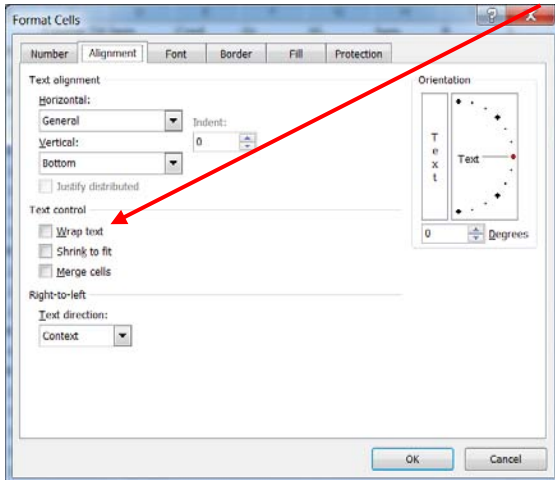 Format Cells
Number Alignment Font Border Fill Protection
Text alignment
Horizontal:
General
Indent:
0
Vertical:
Bottom
Justify distributed
Text control
Wrap text
Shrink to fit
Merge cells
Right-to-left
Text direction:
Context
Orientation
Text
Text
0 Degrees
OK Cancel